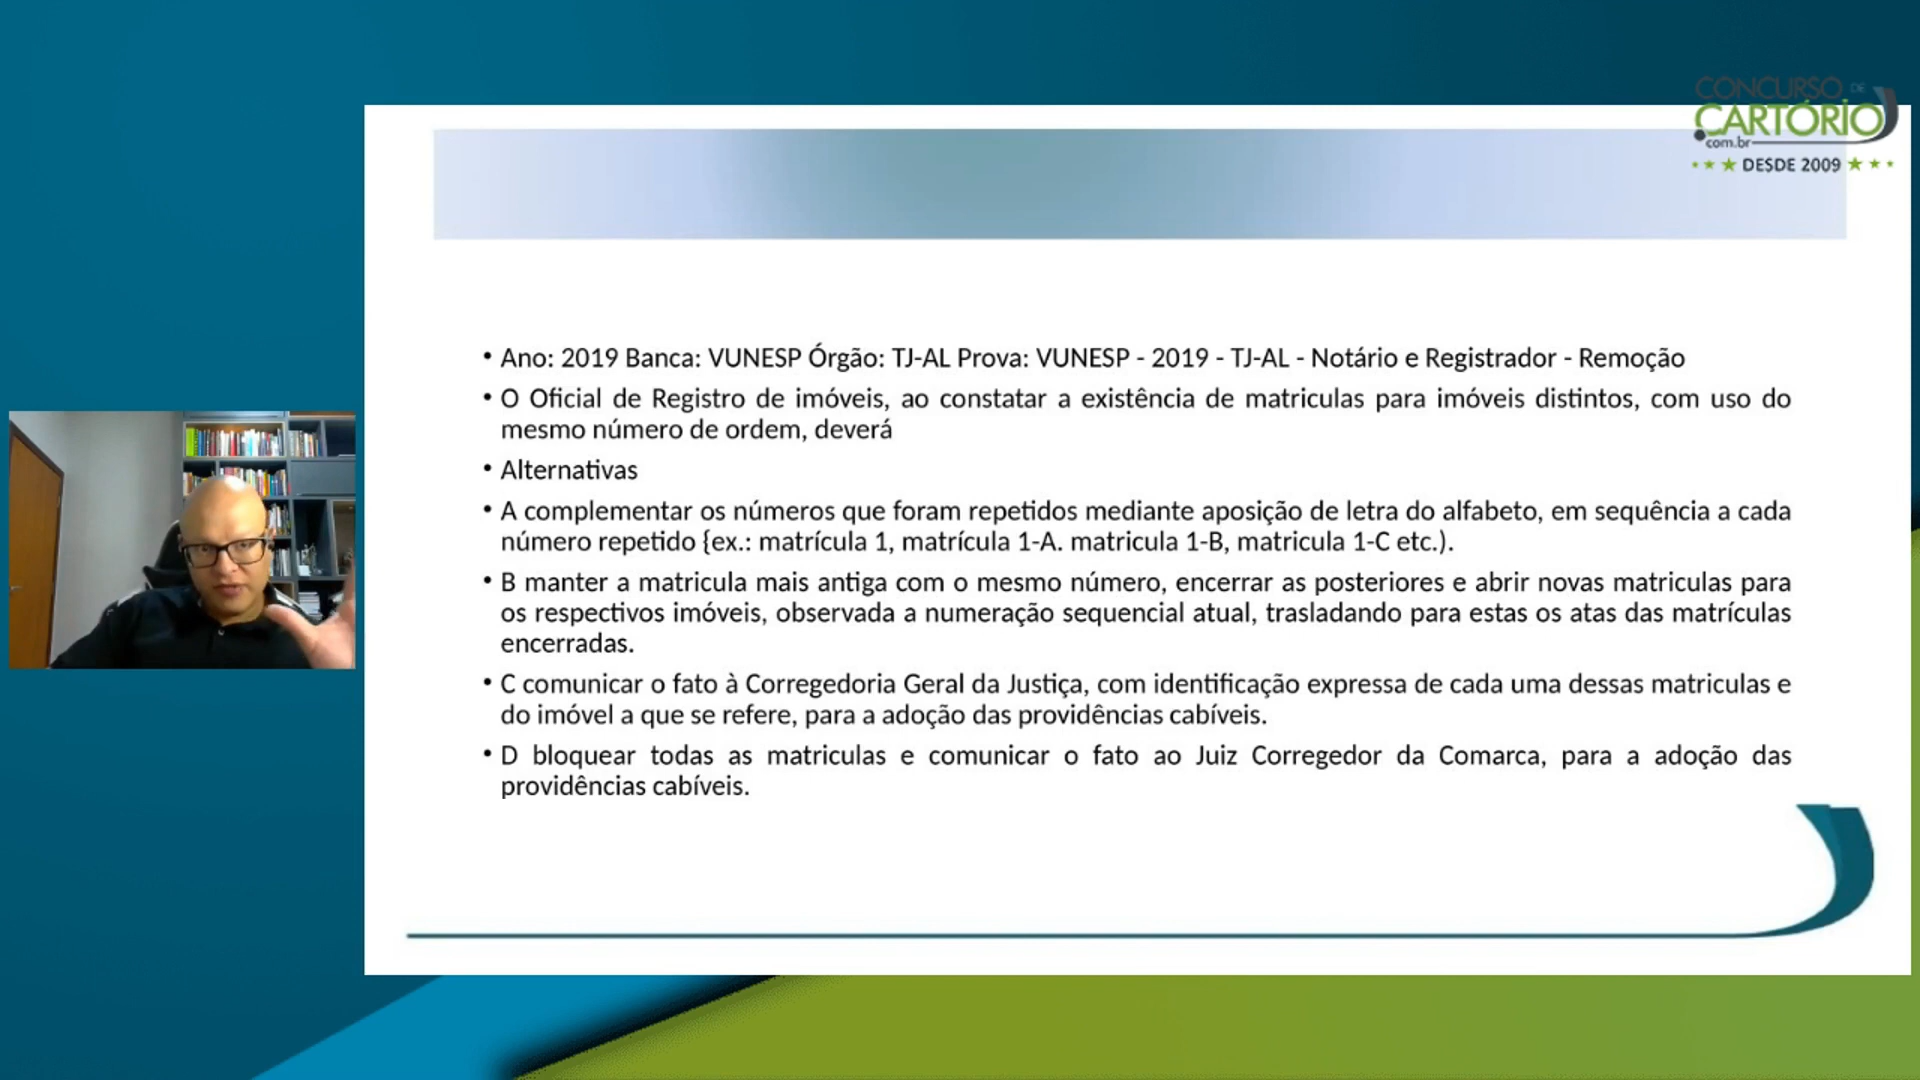 CONCURSO DE
CARTÓRIO
.com.br
DESDE 2009
• Ano: 2019 Banca: VUNESP Órgão: TJ-AL Prova: VUNESP - 2019 - TJ-AL - Notário e Registrador - Remoção
• O Oficial de Registro de imóveis, ao constatar a existência de matriculas para imóveis distintos, com uso do
mesmo número de ordem, deverá
• Alternativas
• A complementar os números que foram repetidos mediante aposição de letra do alfabeto, em sequência a cada
número repetido {ex.: matrícula 1, matrícula 1-A. matricula 1-B, matricula 1-C etc.).
• B manter a matricula mais antiga com o mesmo número, encerrar as posteriores e abrir novas matriculas para
os respectivos imóveis, observada a numeração sequencial atual, trasladando para estas os atas das matrículas
encerradas.
• C comunicar o fato à Corregedoria Geral da Justiça, com identificação expressa de cada uma dessas matriculas e
do imóvel a que se refere, para a adoção das providências cabíveis.
• D bloquear todas as matriculas e comunicar o fato ao Juiz Corregedor da Comarca, para a adoção das
providências cabíveis.